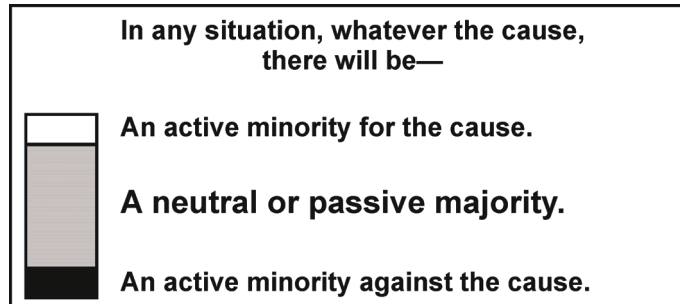 In any situation, whatever the cause,
there will be—
An active minority for the cause.
A neutral or passive majority.
An active minority against the cause.